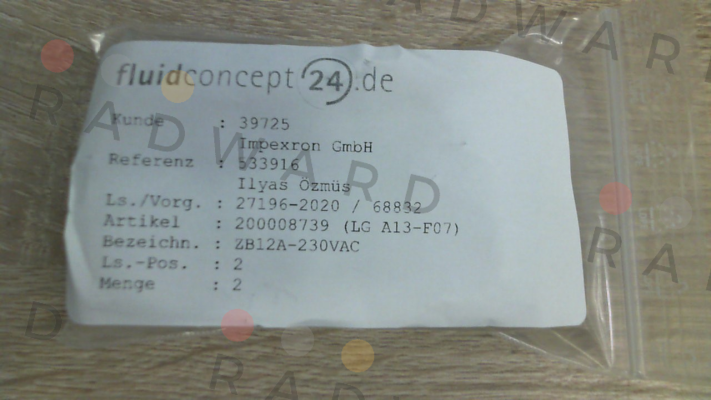 fluidconcept24.de
Kunde : 39725
Impexron GmbH
Referenz : 533916
Ilyas Özmüs
Ls./Vorg. : 27196-2020 / 68832
Artikel : 200008739 (LG A13-F07)
Bezeichn. : ZB12A-230VAC
Ls.-Pos. : 2
Menge : 2
RADWARD